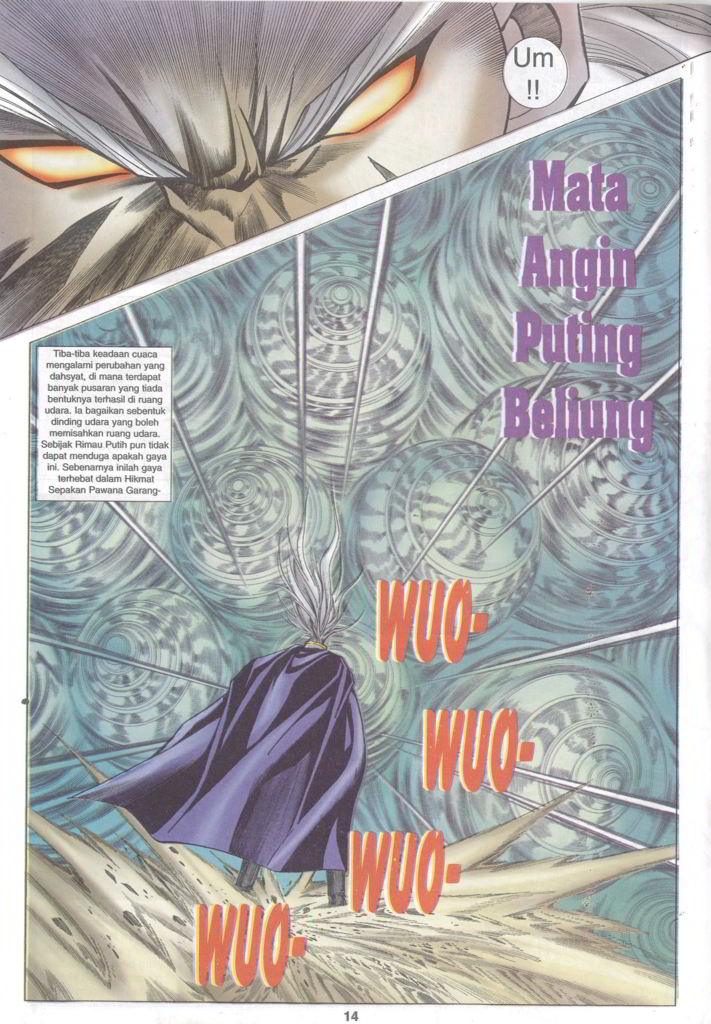 Um
!!
Mata
Angin
Puting
Beliung
Tiba-tiba keadaan cuaca
mengalami perubahan yang
dahsyat, di mana terdapat
banyak pusaran yang tiada
bentuknya terhasil di ruang
udara. Ia bagaikan sebentuk
dinding udara yang boleh
memisahkan ruang udara.
Sebijak Rimau Putih pun tidak
dapat menduga apakah gaya
ini. Sebenarnya inilah gaya
terhebat dalam Hikmat
Sepakan Pawana Garang-
WUO-
WUO-
WUO-
WUO-
14